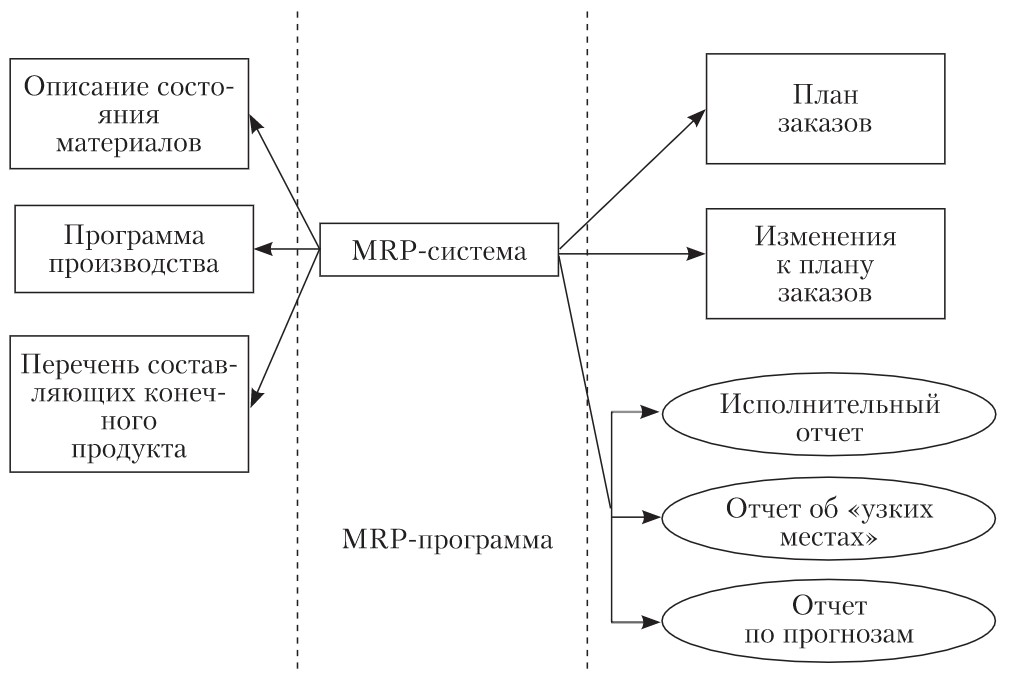 Описание состо-
яния
материалов
Программа
производства
Перечень состав-
ляющих конеч-
ного
продукта
MRP-система
MRP-программа
План
заказов
Изменения
к плану
заказов
Исполнительный
отчет
Отчет об «узких
местах»
Отчет
по прогнозам